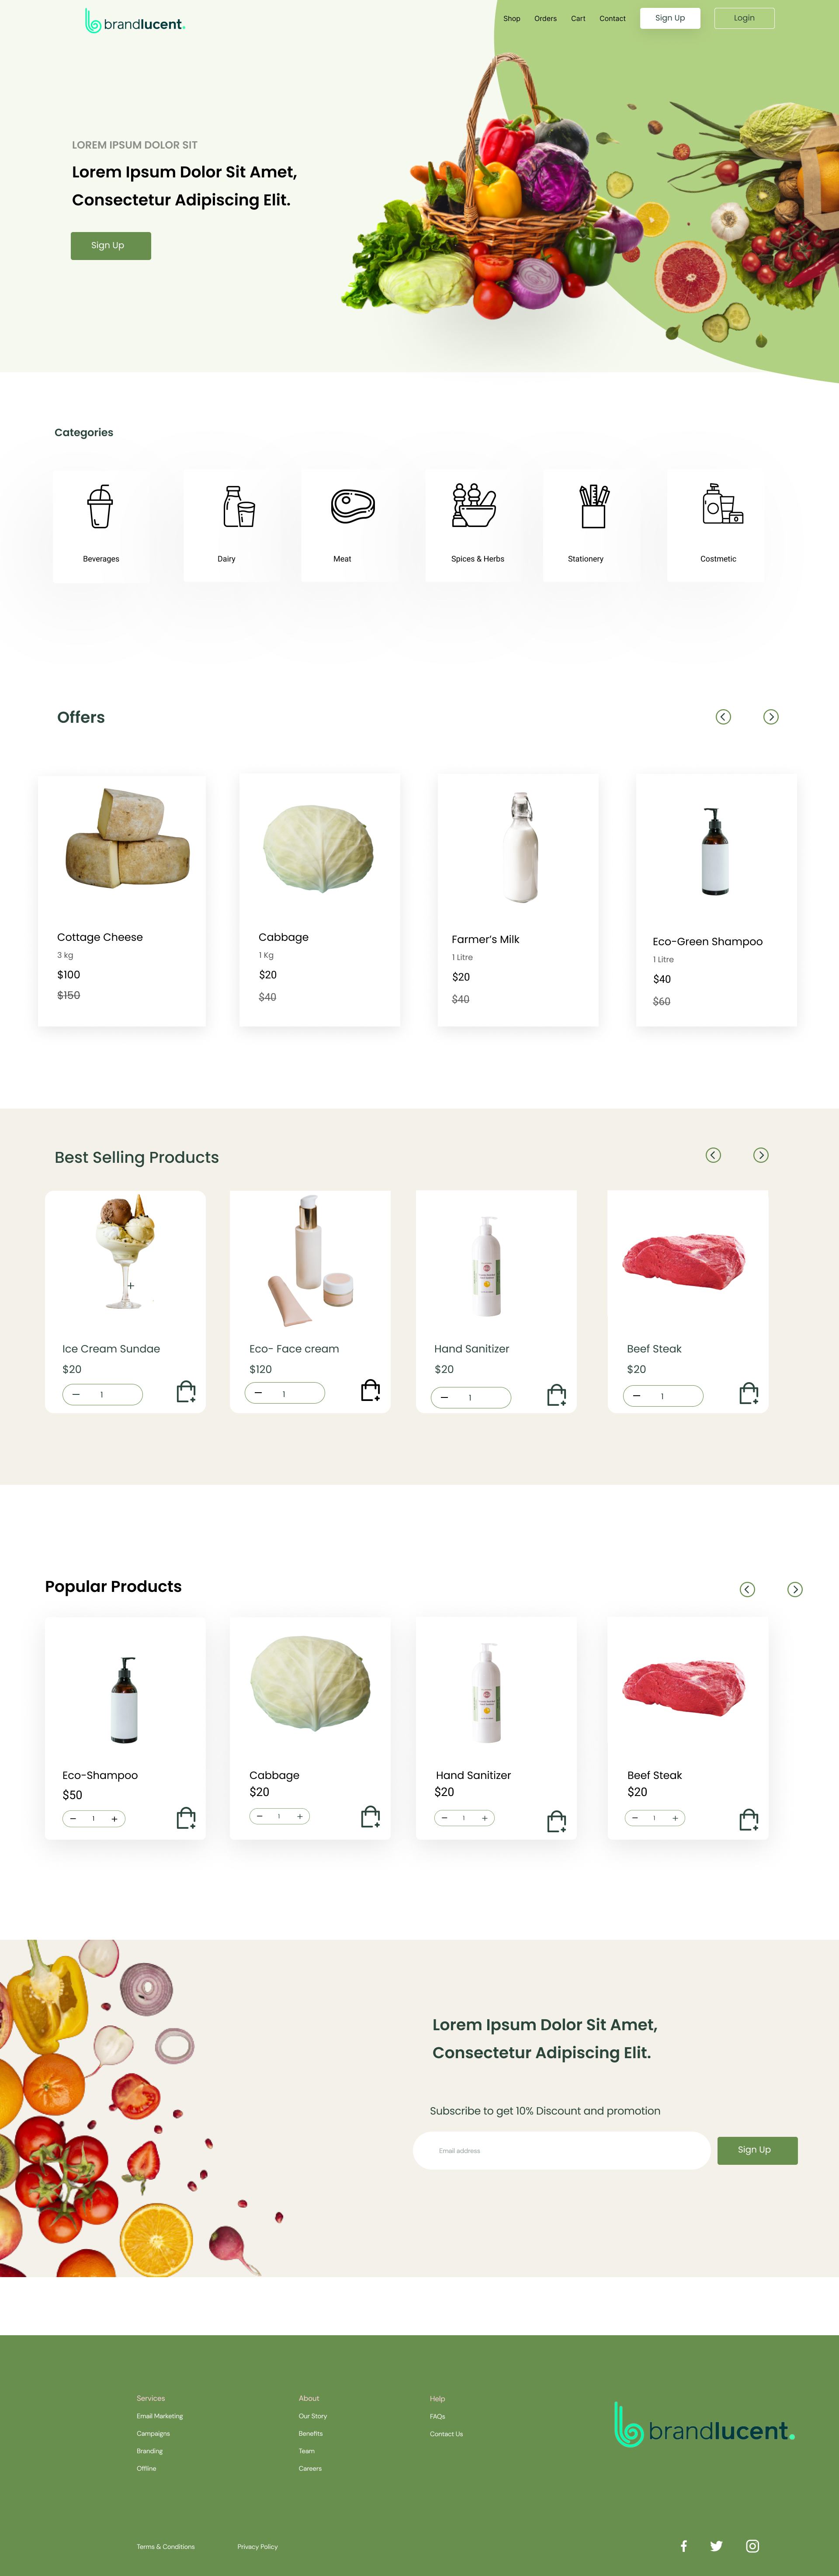 brandlucent.
Shop Orders Cart Contact Sign Up Login
LOREM IPSUM DOLOR SIT
Lorem Ipsum Dolor Sit Amet,
Consectetur Adipiscing Elit.
Sign Up
Categories
Beverages Dairy Meat Spices & Herbs Stationery Costmetic
Offers
Cottage Cheese
3 kg
$100
$150
Cabbage
1 Kg
$20
$40
Farmer's Milk
1 Litre
$20
$40
Eco-Green Shampoo
1 Litre
$40
$60
Best Selling Products
Ice Cream Sundae
$20
1
Eco- Face cream
$120
1
Hand Sanitizer
$20
1
Beef Steak
$20
1
Popular Products
Eco-Shampoo
$50
1
Cabbage
$20
1
Hand Sanitizer
$20
1
Beef Steak
$20
1
Lorem Ipsum Dolor Sit Amet,
Consectetur Adipiscing Elit.
Subscribe to get 10% Discount and promotion
Email address
Sign Up
Services
Email Marketing
Campaigns
Branding
Offline
About
Our Story
Benefits
Team
Careers
Help
FAQs
Contact Us
brandlucent.
Terms & Conditions Privacy Policy